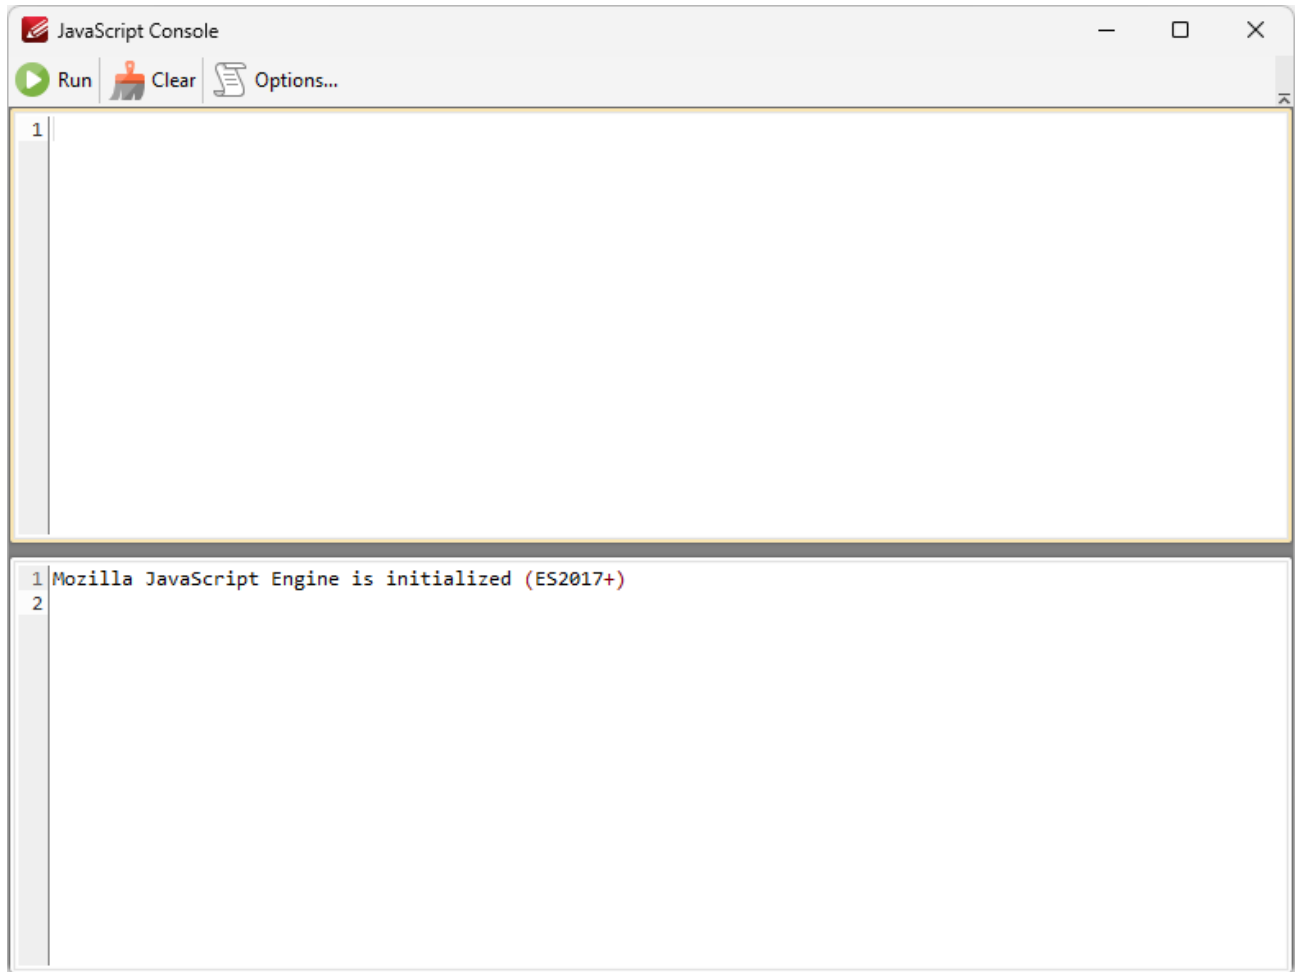 JavaScript Console
Run Clear Options...
1
1 Mozilla JavaScript Engine is initialized (ES2017+)
2